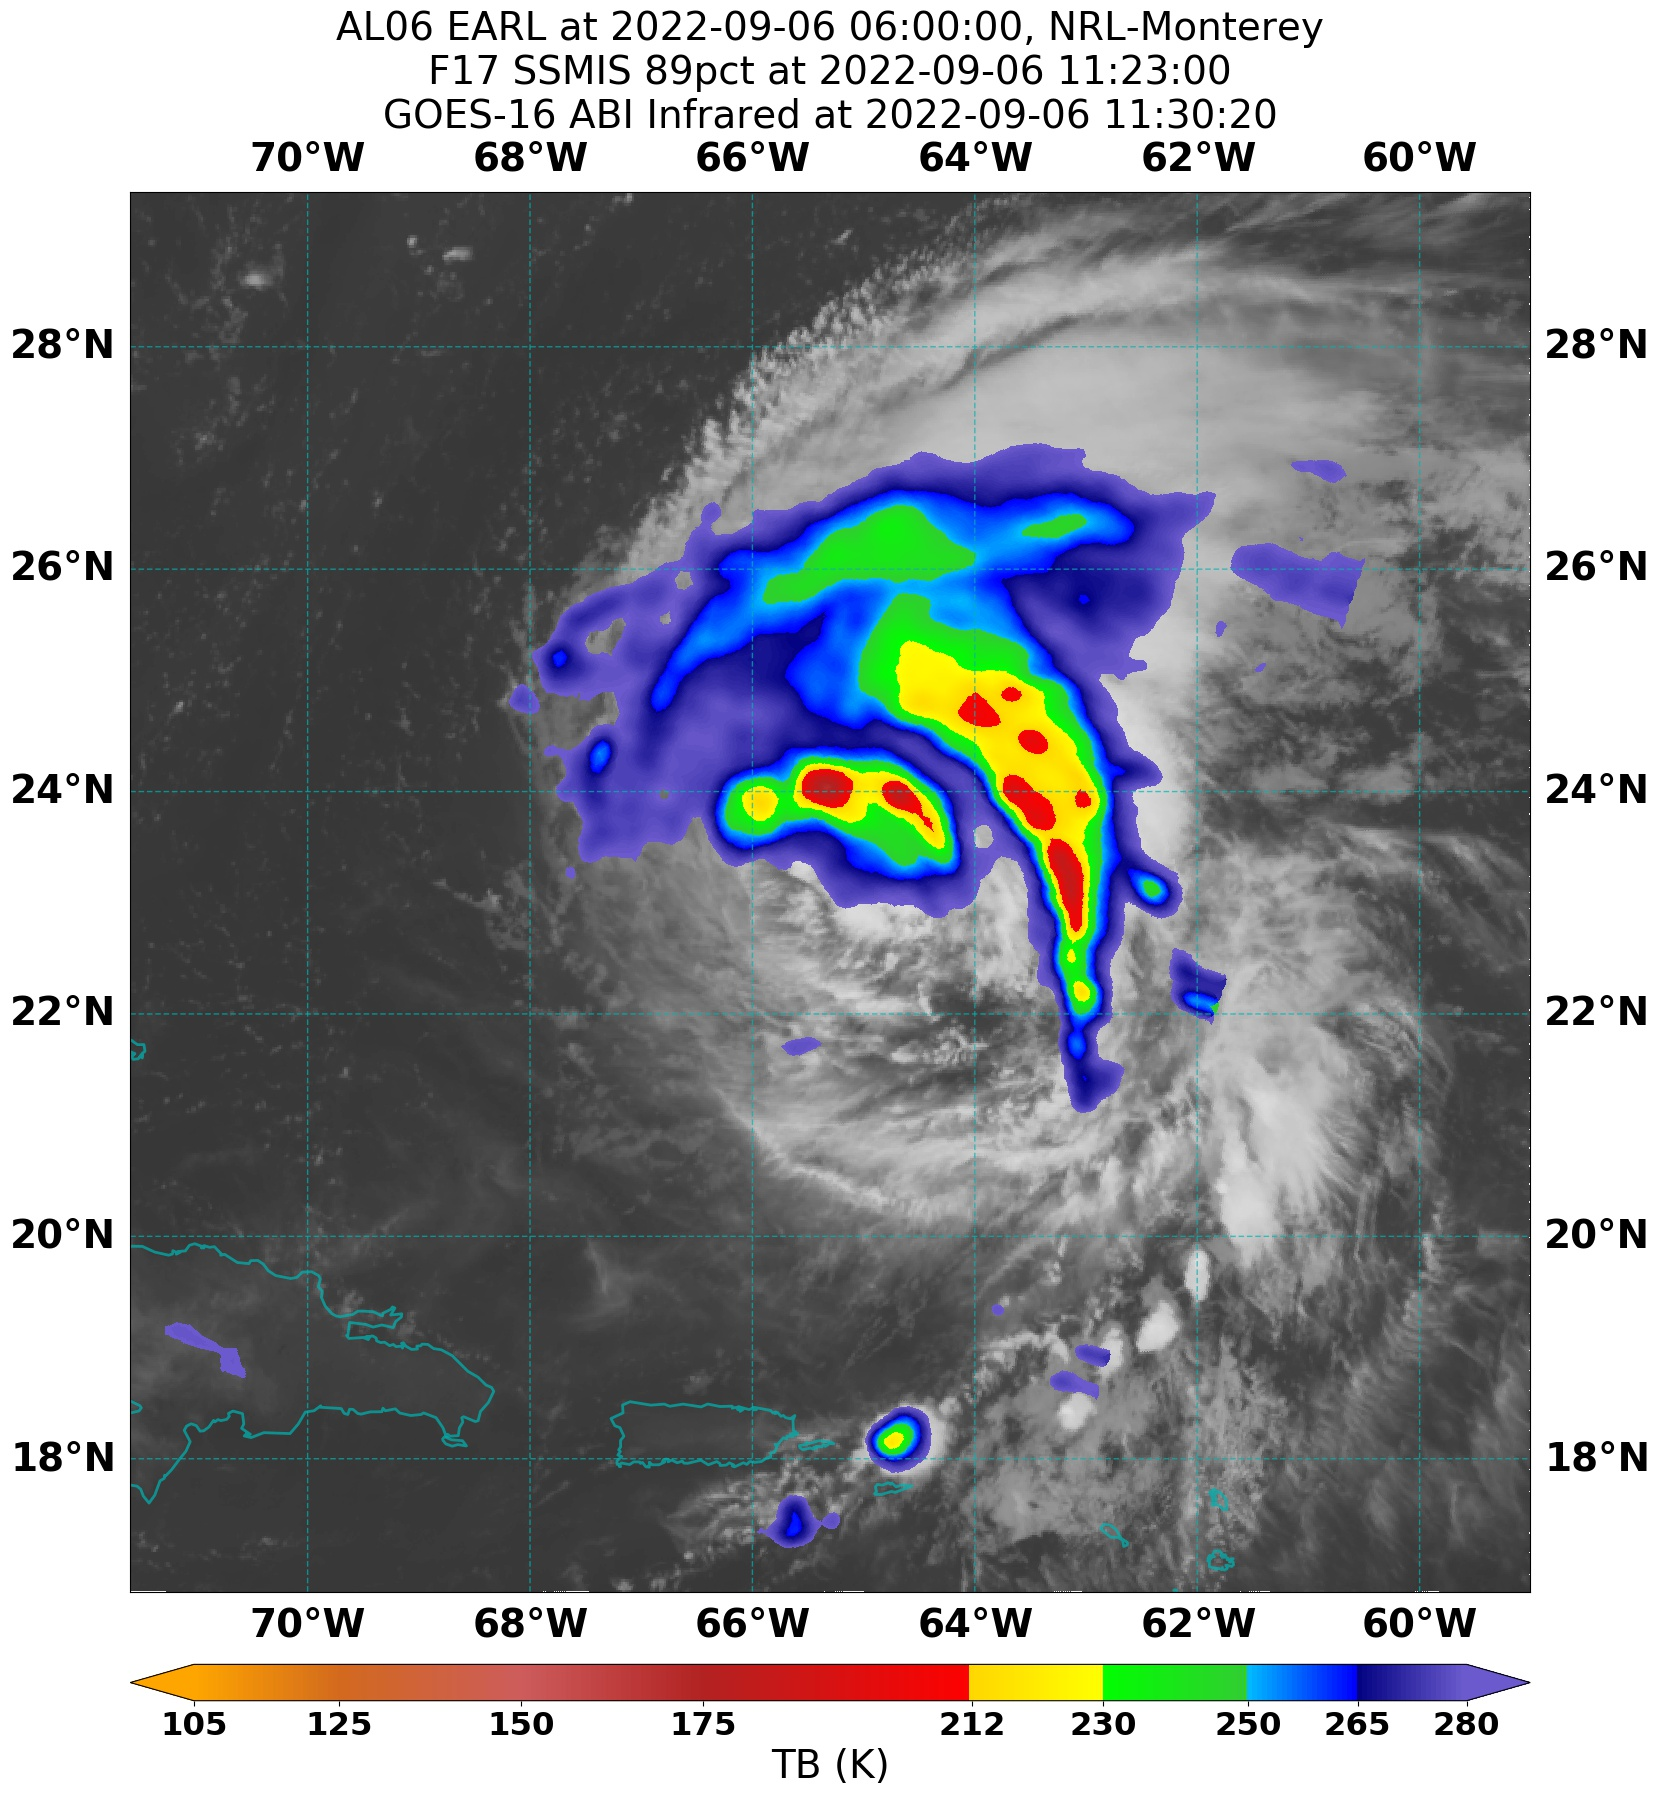 AL06 EARL at 2022-09-06 06:00:00, NRL-Monterey
F17 SSMIS 89pct at 2022-09-06 11:23:00
GOES-16 ABI Infrared at 2022-09-06 11:30:20
70°W 68°W 66°W 64°W 62°W 60°W
28°N 28°N
26°N 26°N
24°N 24°N
22°N 22°N
20°N 20°N
18°N 18°N
70°W 68°W 66°W 64°W 62°W 60°W
105 125 150 175 212 230 250 265 280
TB (K)